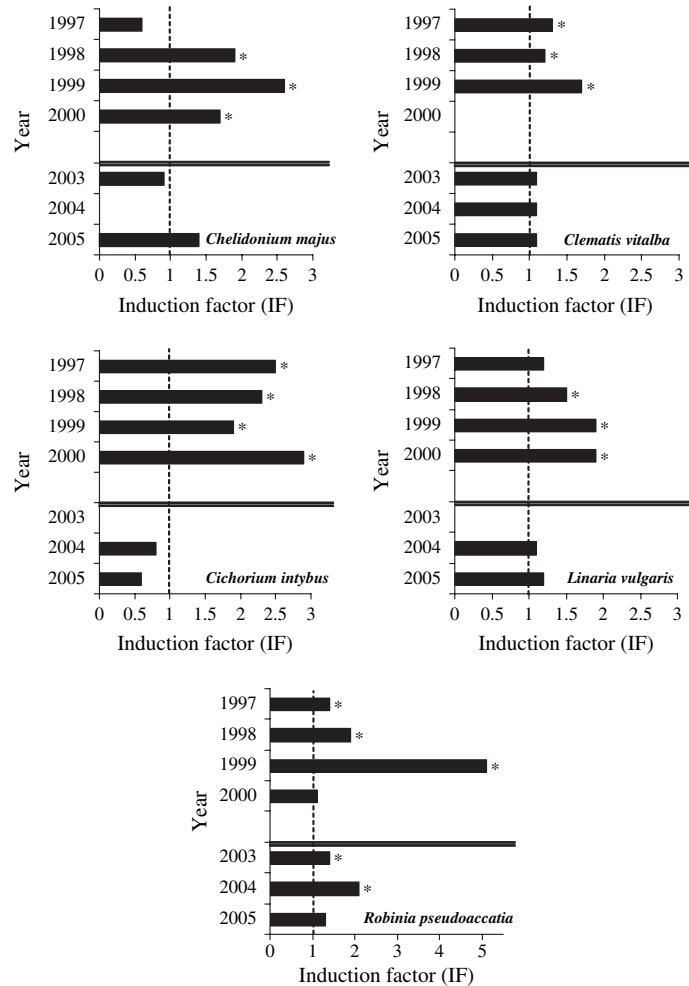 1997
1998 *
1999 *
2000 *
2003
2004
2005
Year
Chelidonium majus
0 0.5 1 1.5 2 2.5 3
Induction factor (IF)
1997 *
1998 *
1999 *
2000
2003
2004
2005
Year
Clematis vitalba
0 0.5 1 1.5 2 2.5 3
Induction factor (IF)
1997 *
1998 *
1999 *
2000 *
2003
2004
2005
Year
Cichorium intybus
0 0.5 1 1.5 2 2.5 3
Induction factor (IF)
1997
1998 *
1999 *
2000 *
2003
2004
2005
Year
Linaria vulgaris
0 0.5 1 1.5 2 2.5 3
Induction factor (IF)
1997 *
1998 *
1999 *
2000
2003 *
2004 *
2005
Year
Robinia pseudoaccatia
0 1 2 3 4 5
Induction factor (IF)